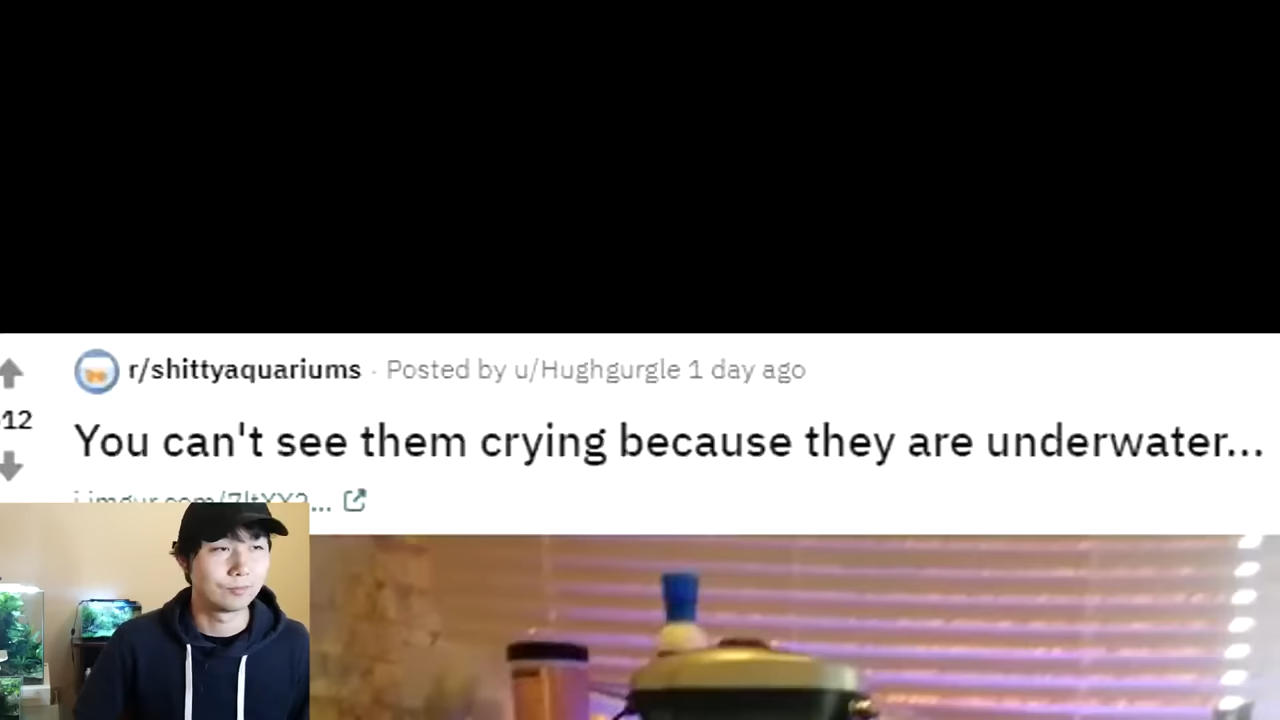 r/shittyaquariums · Posted by u/Hughgurgle 1 day ago
12
You can't see them crying because they are underwater...